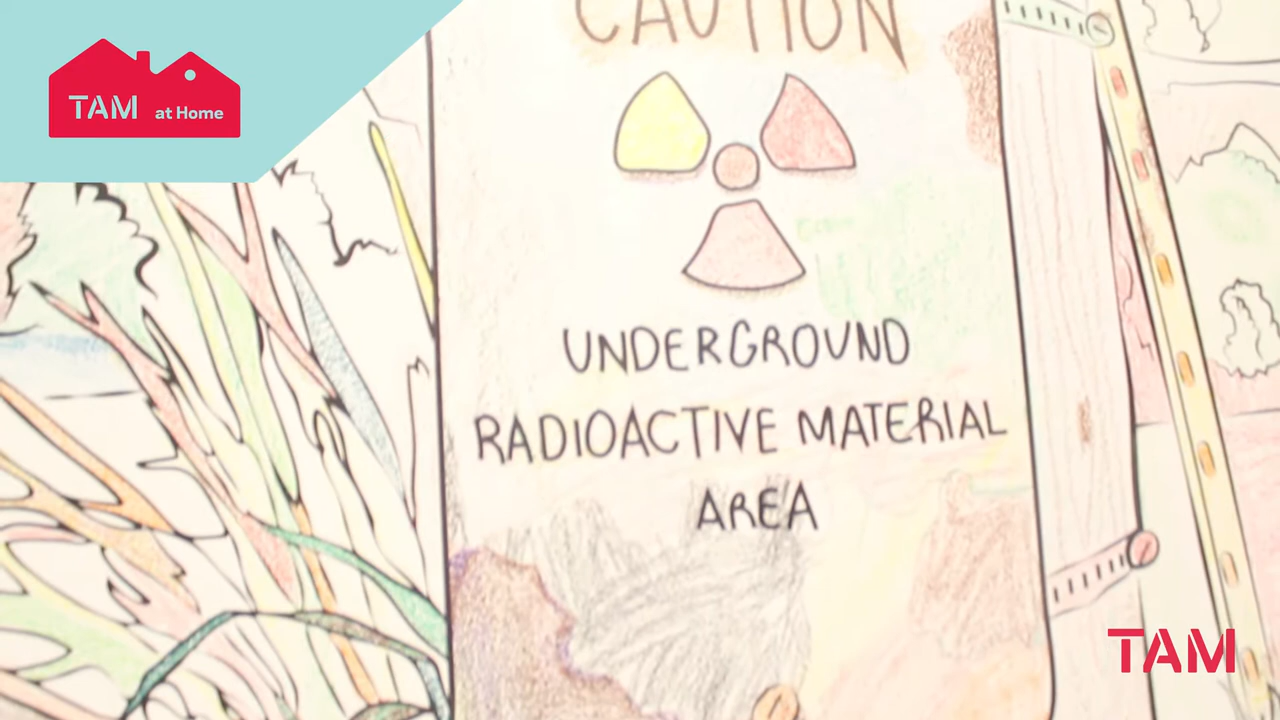 TAM at Home
CAUTION
UNDERGROUND
RADIOACTIVE MATERIAL
AREA
TAM